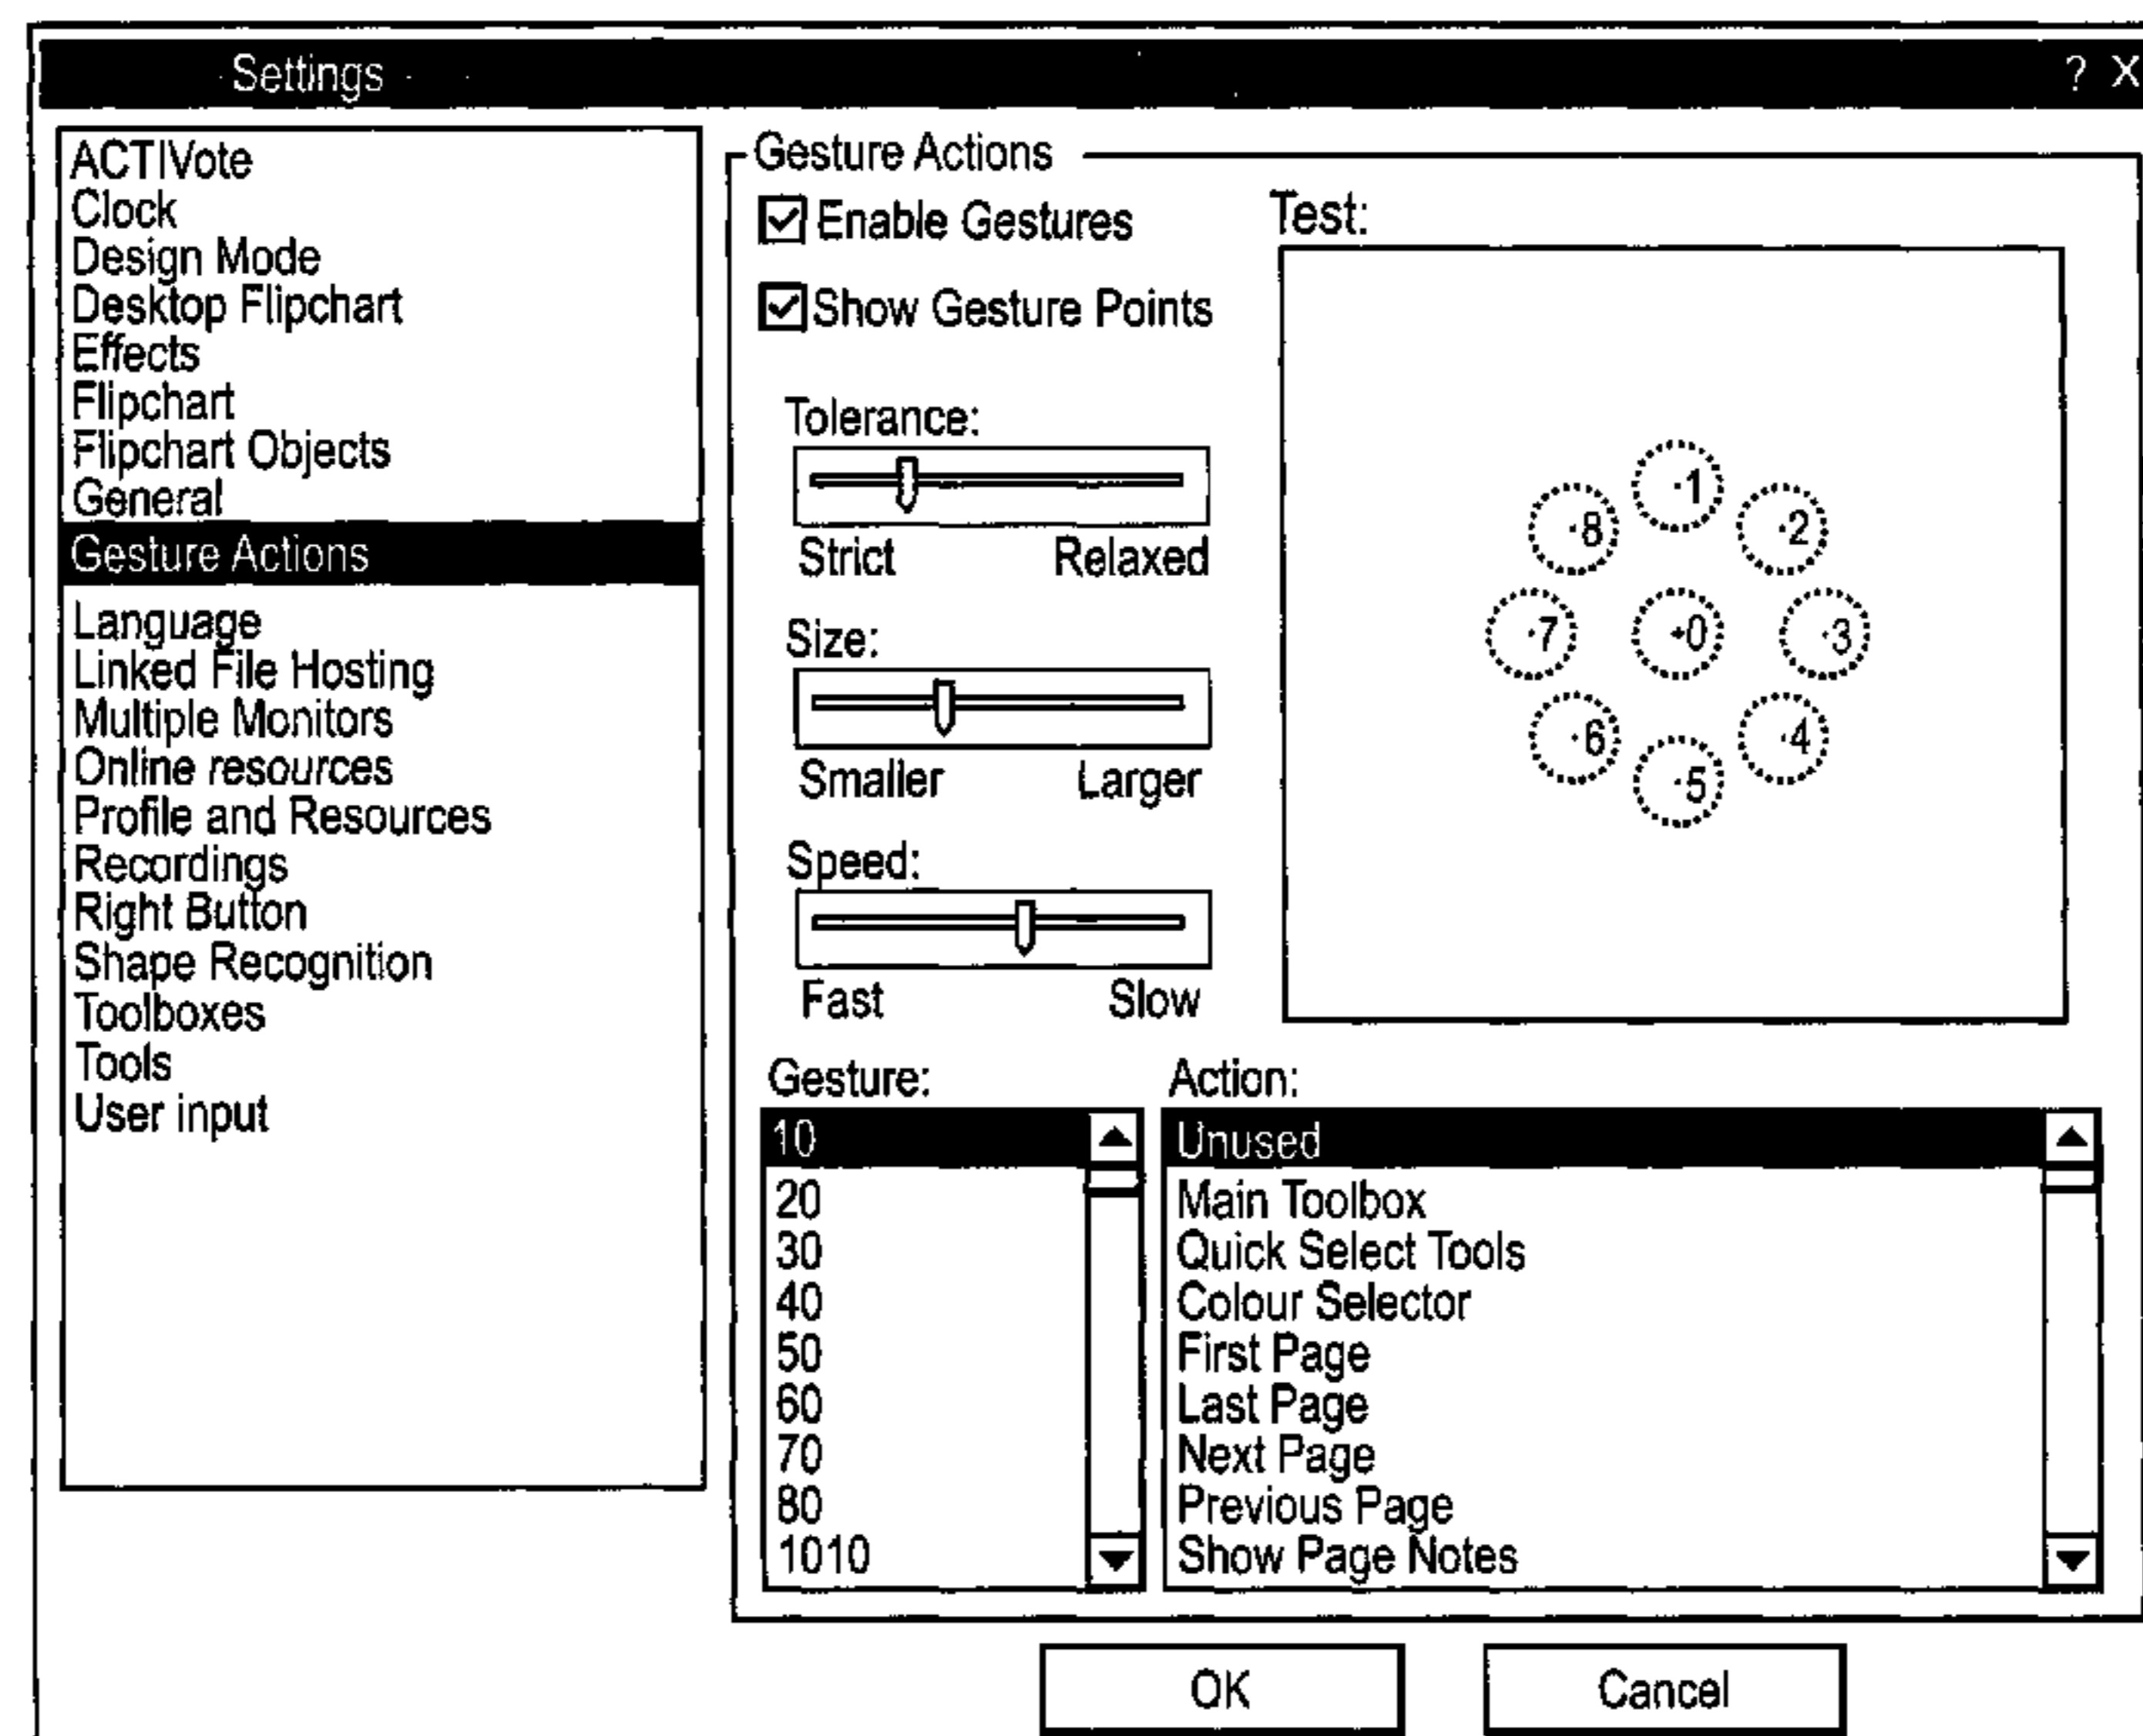 Settings ? X
ACTIVote
Clock
Design Mode
Desktop Flipchart
Effects
Flipchart
Flipchart Objects
General
Gesture Actions
Language
Linked File Hosting
Multiple Monitors
Online resources
Profile and Resources
Recordings
Right Button
Shape Recognition
Toolboxes
Tools
User input
Gesture Actions
Enable Gestures
Show Gesture Points
Tolerance:
Strict Relaxed
Size:
Smaller Larger
Speed:
Fast Slow
Test:
1
8 2
7 0 3
6 4
5
Gesture:
10
20
30
40
50
60
70
80
1010
Action:
Unused
Main Toolbox
Quick Select Tools
Colour Selector
First Page
Last Page
Next Page
Previous Page
Show Page Notes
OK Cancel